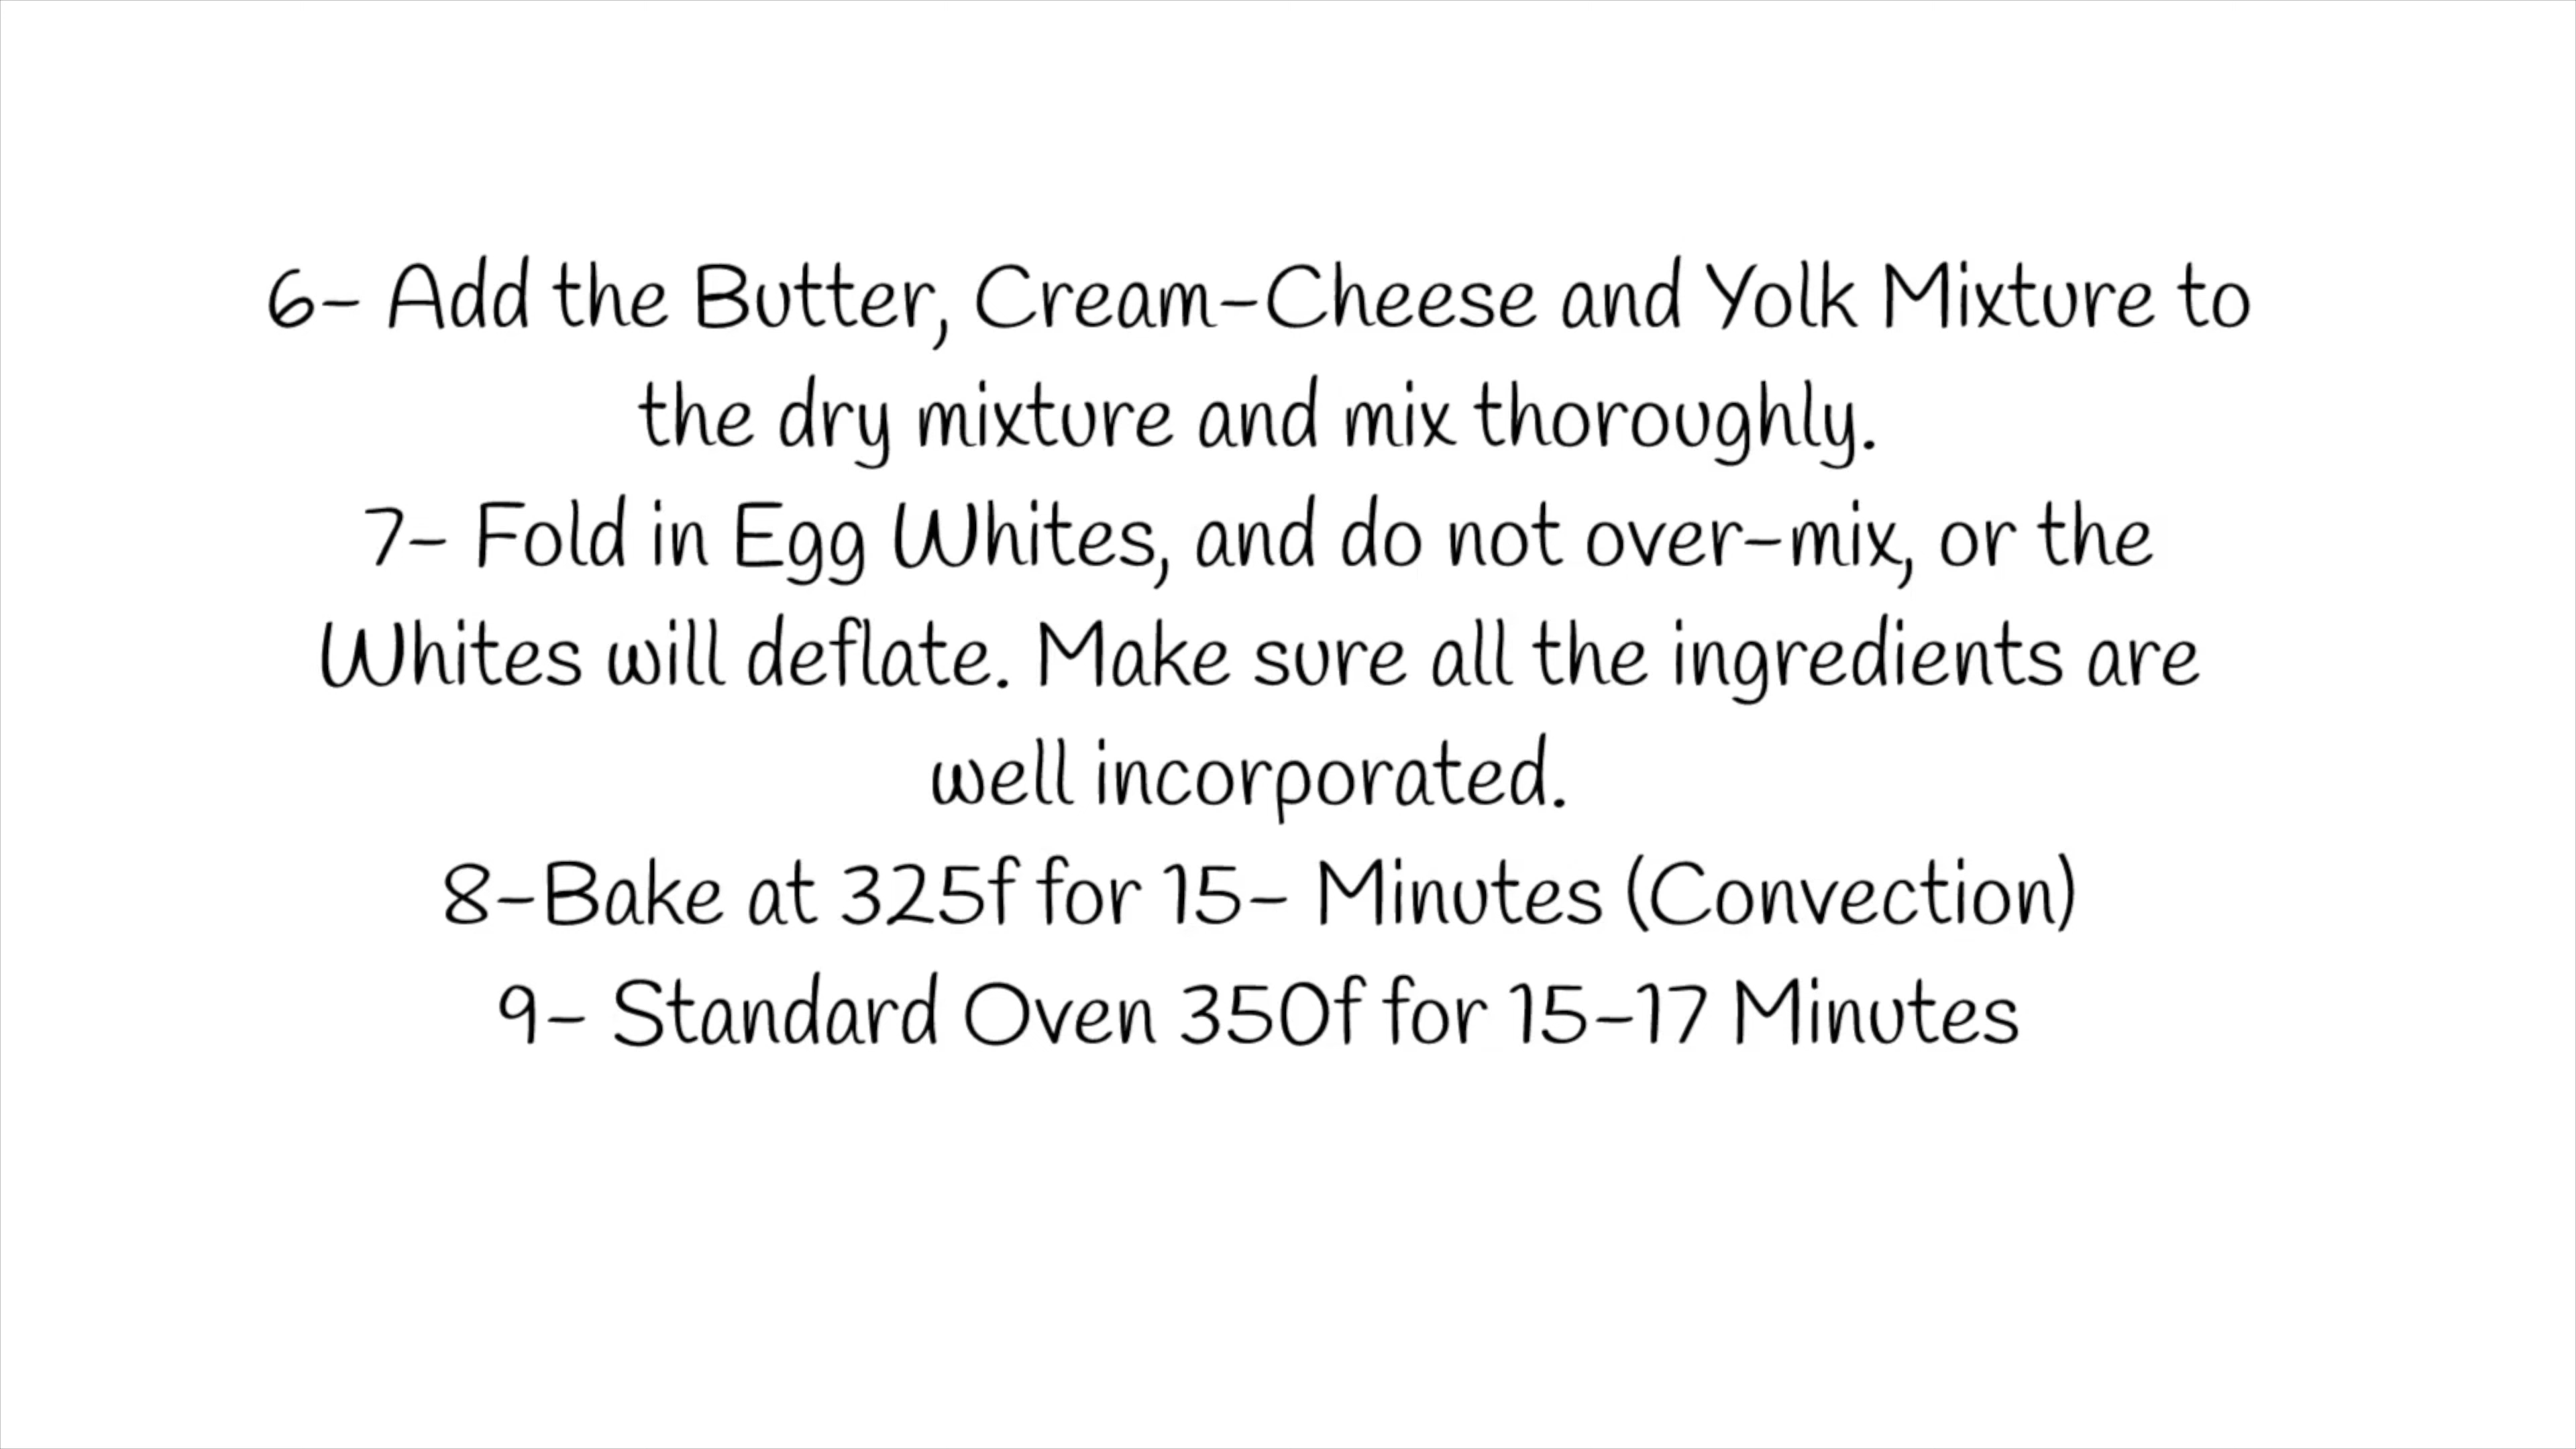 6- Add the Butter, Cream-Cheese and Yolk Mixture to
the dry mixture and mix thoroughly.
7- Fold in Egg Whites, and do not over-mix, or the
Whites will deflate. Make sure all the ingredients are
well incorporated.
8-Bake at 325f for 15- Minutes (Convection)
9- Standard Oven 350f for 15-17 Minutes